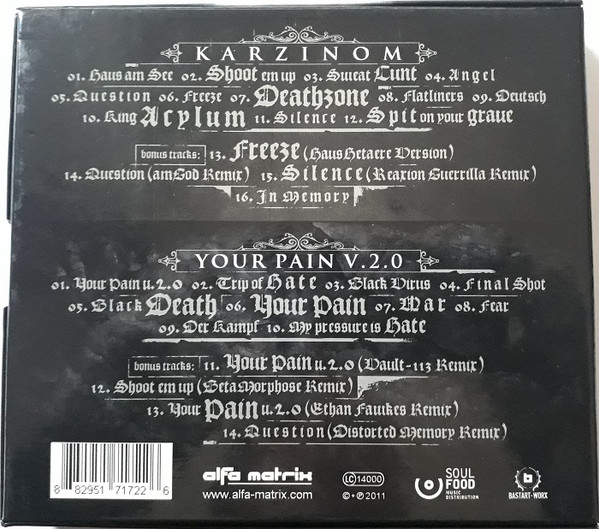 KARZINOM
01. Haus am See 02. Shoot em up 03. Sweat Cunt 04. Angel
05. Question 06. Freeze 07. Deathzone 08. Flatliners 09. Deutsch
10. King Acylum 11. Silence 12. Spit on your grave
bonus tracks: 13. Freeze (HausHetaere Version)
14. Question (amGod Remix) 15. Silence (Reaxion Guerrilla Remix)
16. In Memory
YOUR PAIN V.2.0
01. Your Pain v.2.0 02. Trip of Hate 03. Black Virus 04. Final Shot
05. Black Death 06. Your Pain 07. War 08. Fear
09. Der Kampf 10. My pressure is Hate
bonus tracks: 11. Your Pain v.2.0 (Vault-113 Remix)
12. Shoot em up (BetaMorphose Remix)
13. Your Pain v.2.0 (Ethan Fawkes Remix)
14. Question (Distorted Memory Remix)
8 82951 71722 6
alfa matrix
www.alfa-matrix.com
LC 14000
©+℗2011
SOUL FOOD
MUSIC DISTRIBUTION
b
BASTART-WORX